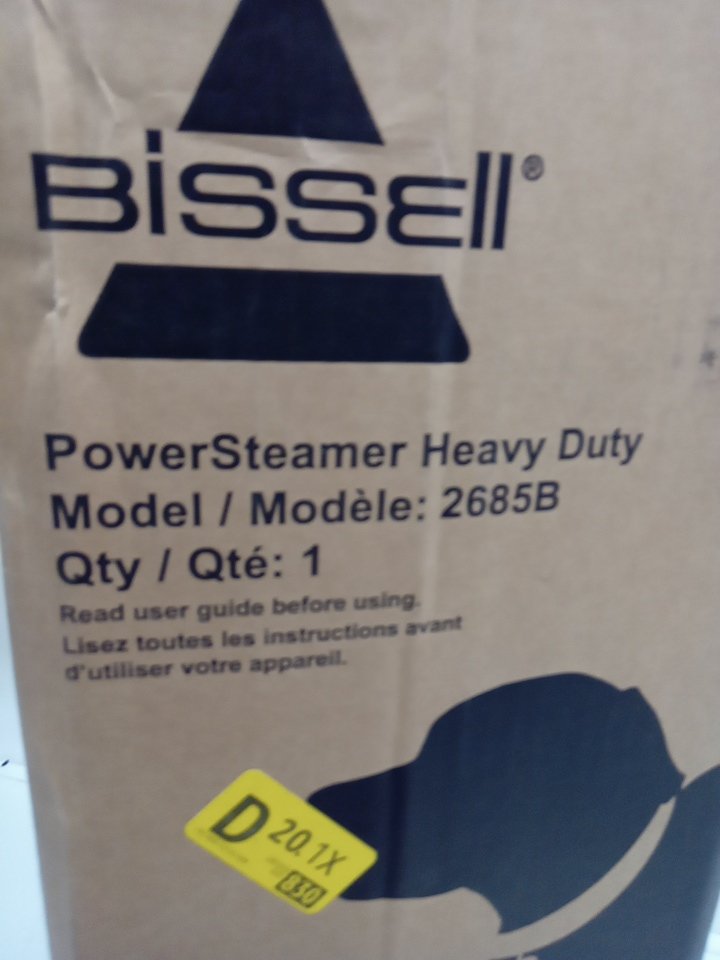 BISSELL®
PowerSteamer Heavy Duty
Model / Modèle: 2685B
Qty / Qté: 1
Read user guide before using.
Lisez toutes les instructions avant
d'utiliser votre appareil.
D 20.1X
830